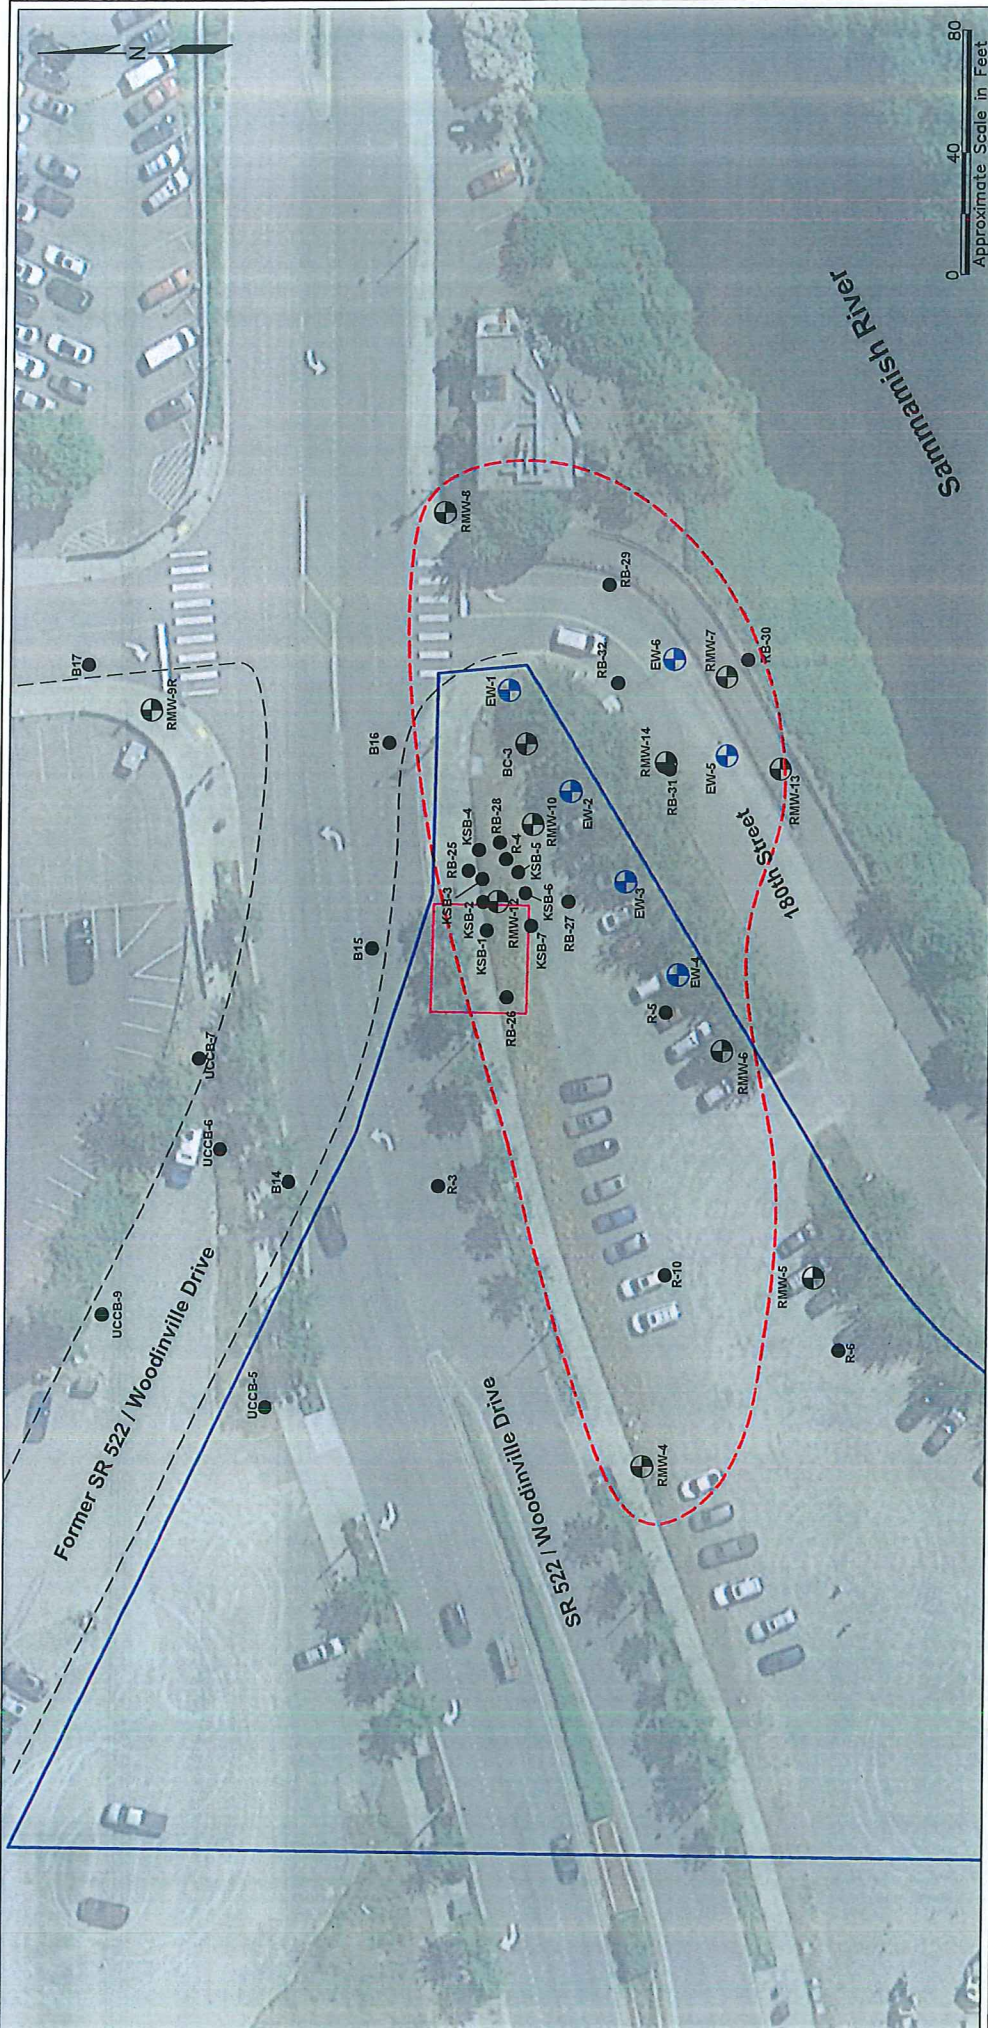 N
0 40 80
Approximate Scale in Feet
Sammamish River
B17
RMW-9R
RMW-8
B16
RB-29
RB-32
EW-6
RMW-7
RB-30
EW-1
BC-3
RMW-14
RB-31
EW-5
RMW-13
EW-2
RMW-10
RB-28
KSB-4
R-4
RB-25
KSB-5
KSB-3
KSB-6
KSB-2
RMW-12
KSB-1
KSB-7
RB-27
EW-3
180th Street
B15
RB-26
R-5
EW-4
RMW-6
UCCB-7
UCCB-6
B14
R-3
R-10
RMW-5
R-6
UCCB-9
UCCB-5
Former SR 522 / Woodinville Drive
SR 522 / Woodinville Drive
RMW-4